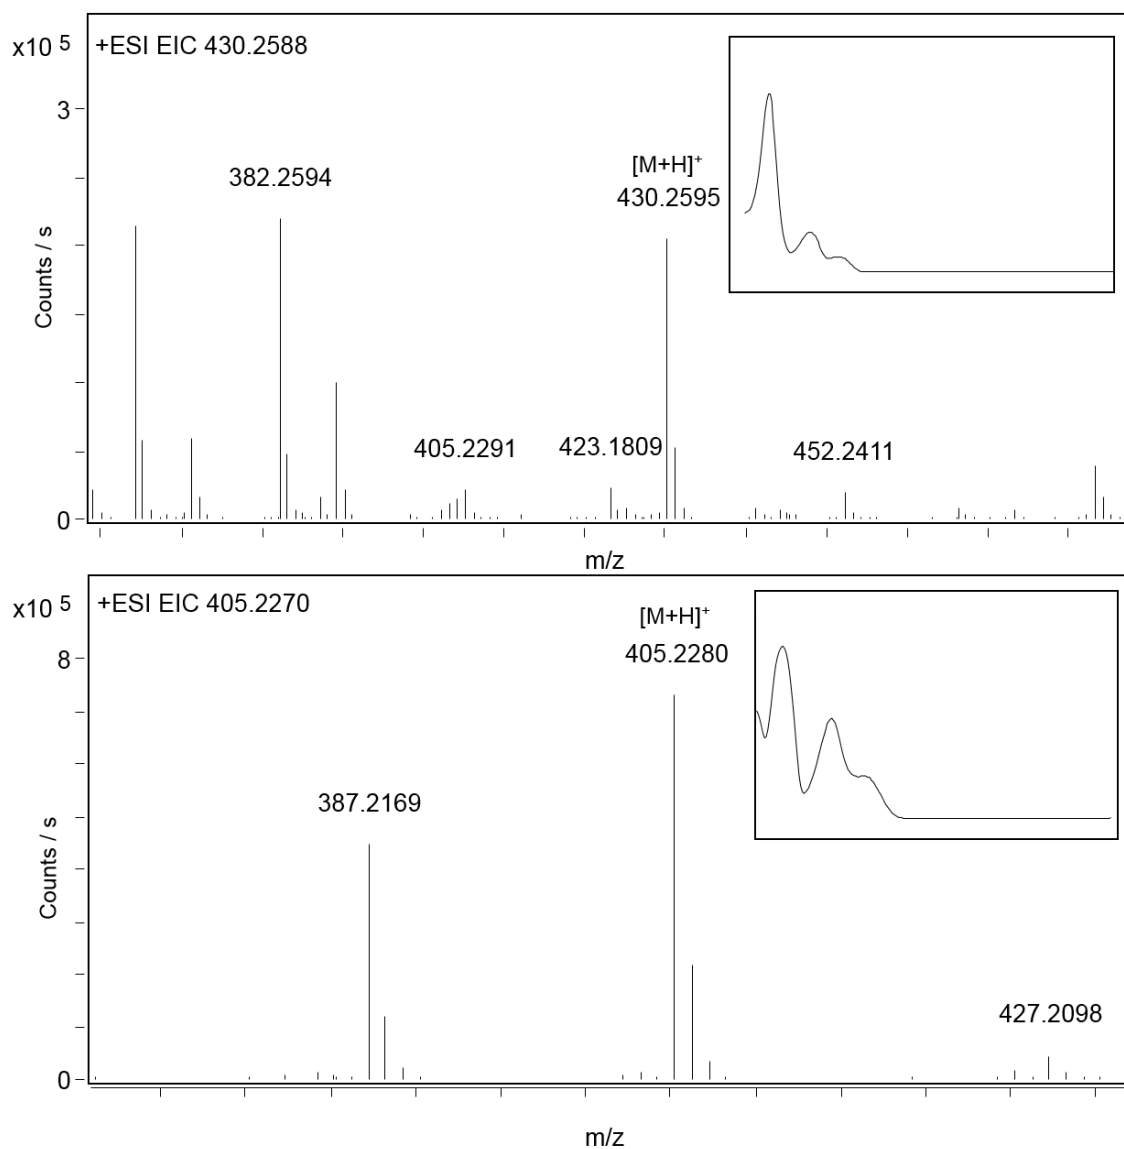 x10 5
+ESI EIC 430.2588
3
[M+H]+
382.2594
430.2595
Counts / s
405.2291
423.1809
452.2411
0
m/z
x10 5
+ESI EIC 405.2270
[M+H]+
8
405.2280
387.2169
Counts / s
427.2098
0
m/z